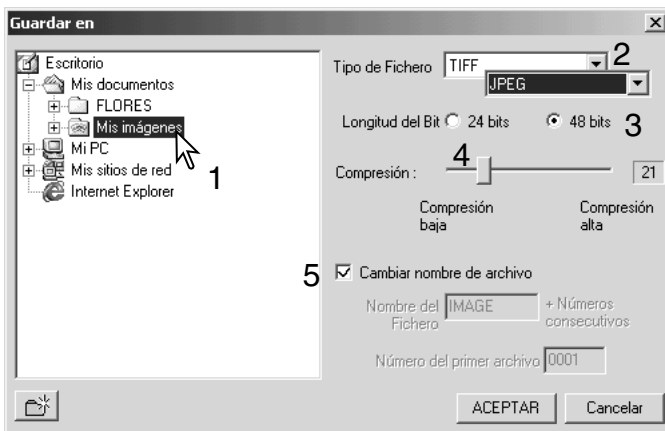 Guardar en
Escritorio
Mis documentos
FLORES
Mis imágenes
Mi PC
Mis sitios de red
Internet Explorer
1
Tipo de Fichero TIFF 2
JPEG
Longitud del Bit 24 bits 48 bits 3
4
Compresión : 21
Compresión baja
Compresión alta
5 Cambiar nombre de archivo
Nombre del Fichero IMAGE + Números consecutivos
Número del primer archivo 0001
ACEPTAR Cancelar